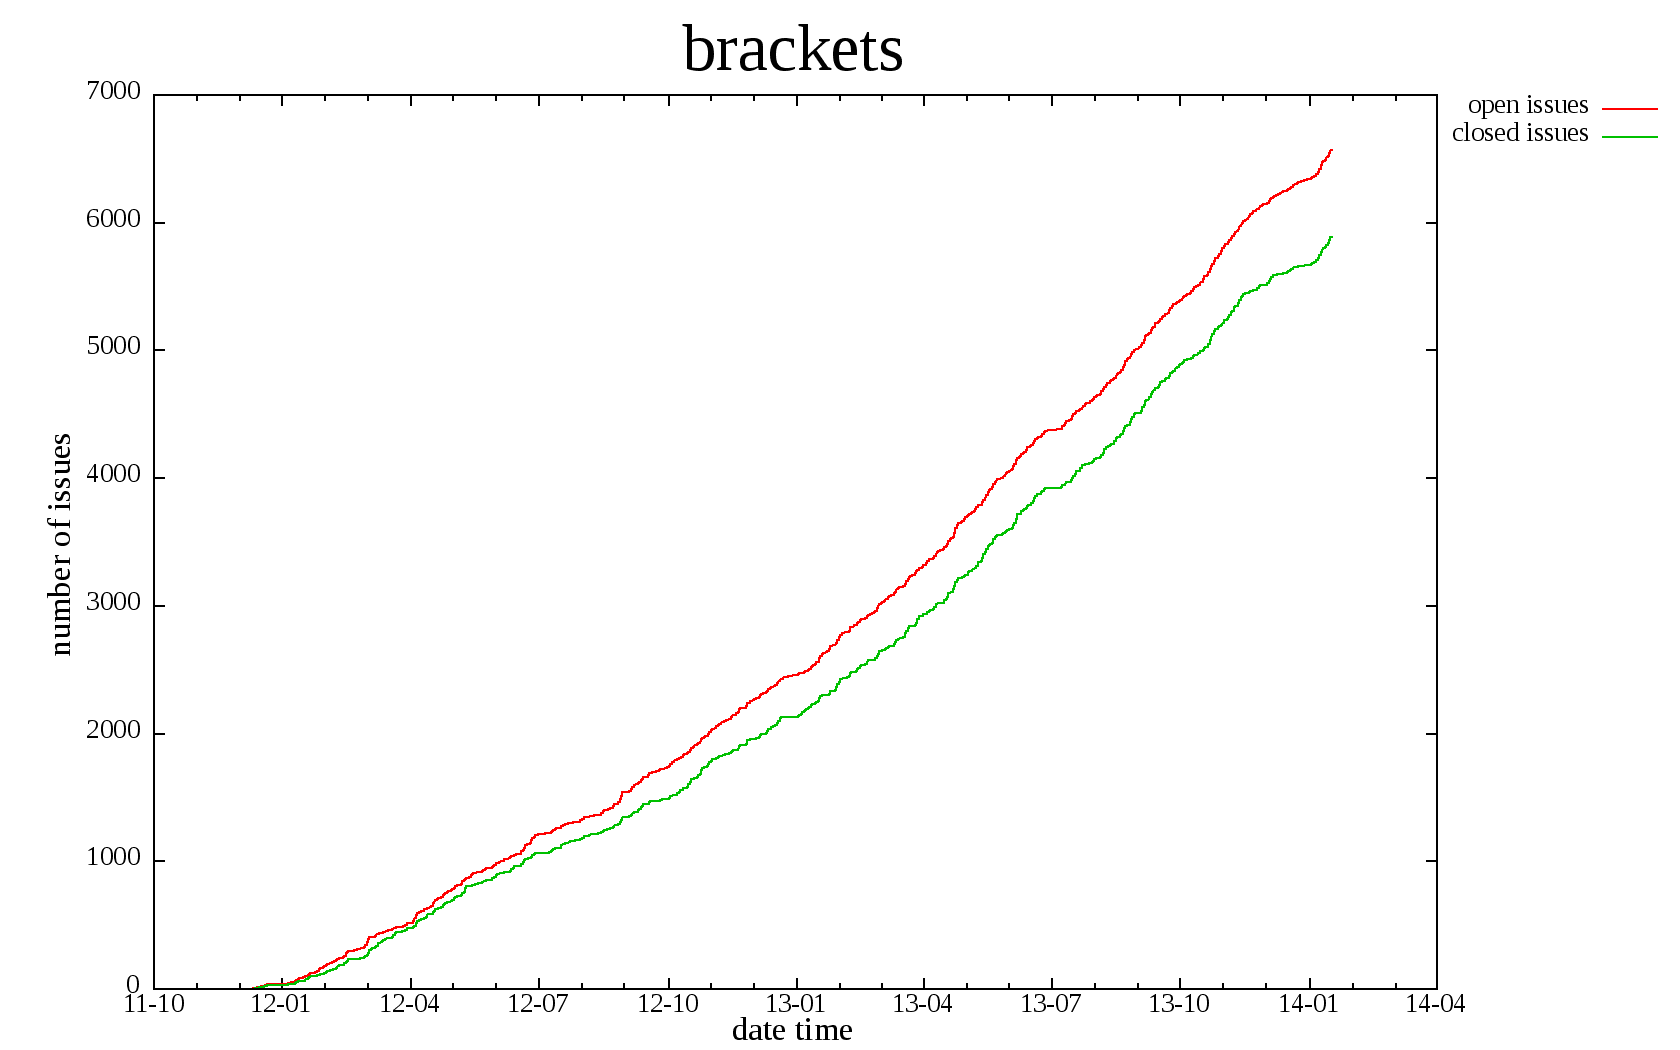 brackets
open issues
closed issues
7000
6000
5000
4000
3000
2000
1000
0
number of issues
11-10 12-01 12-04 12-07 12-10 13-01 13-04 13-07 13-10 14-01 14-04
date time